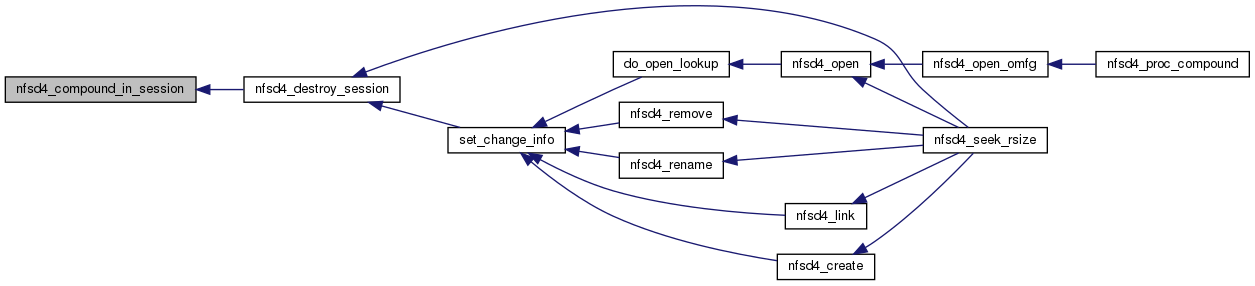 nfsd4_compound_in_session
nfsd4_destroy_session
set_change_info
do_open_lookup
nfsd4_open
nfsd4_open_omfg
nfsd4_proc_compound
nfsd4_remove
nfsd4_rename
nfsd4_seek_rsize
nfsd4_link
nfsd4_create